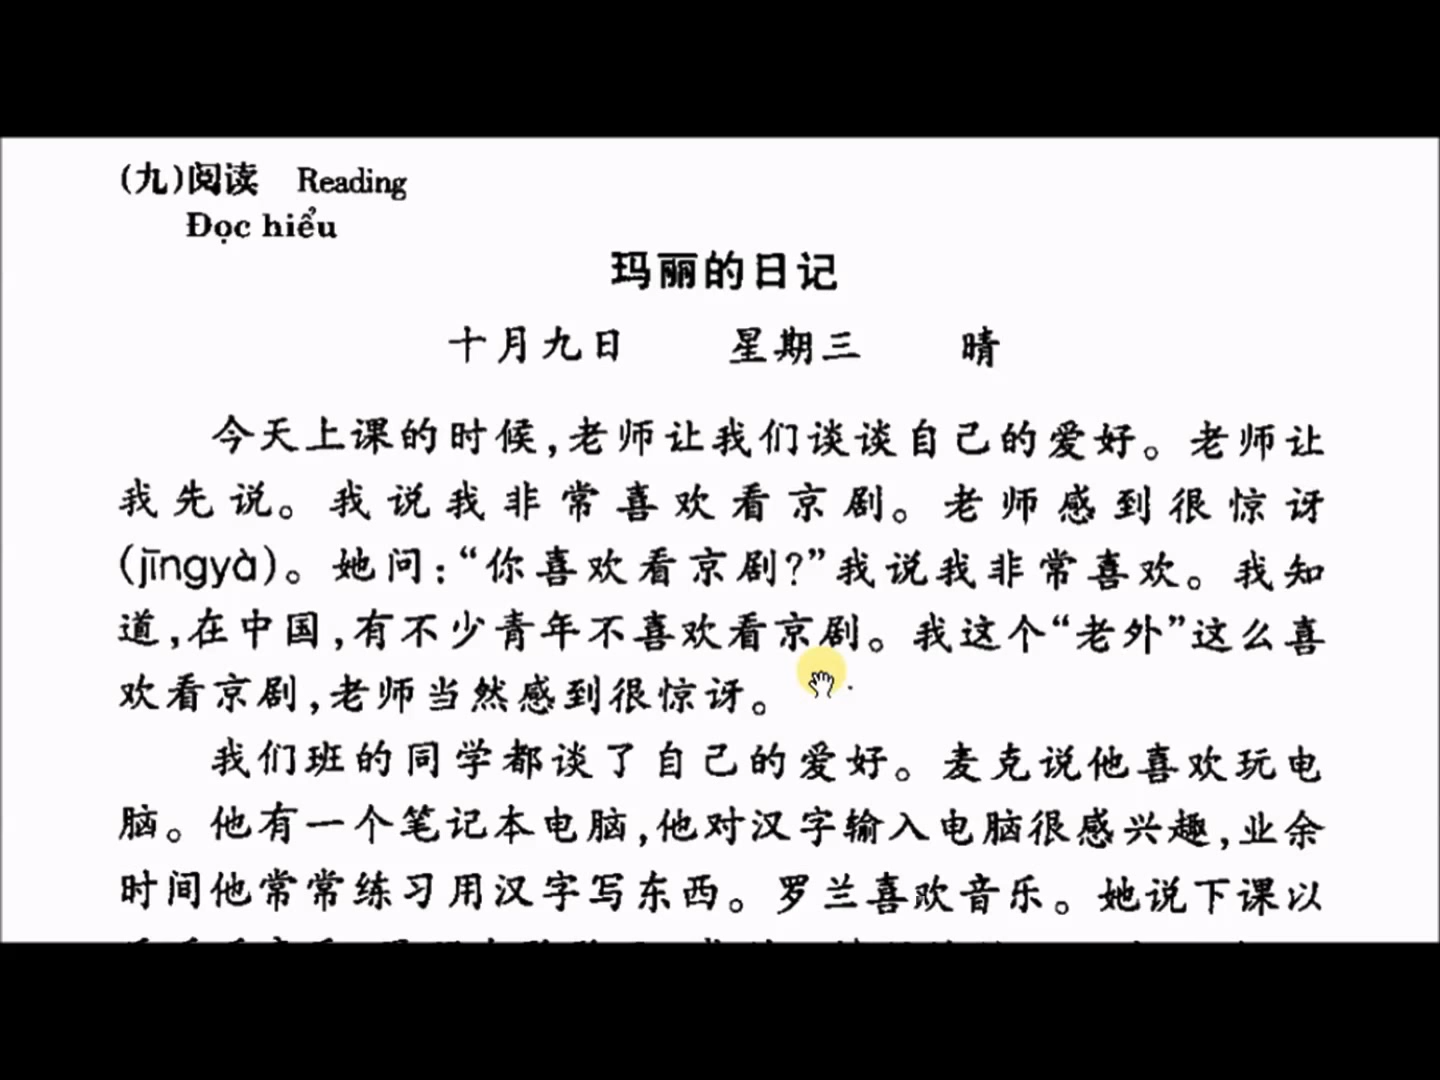 (九)阅读 Reading
Đọc hiểu
玛丽的日记
十月九日 星期三 晴
今天上课的时候,老师让我们谈谈自己的爱好。老师让
我先说。我说我非常喜欢看京剧。老师感到很惊讶
(jīngyà)。她问:“你喜欢看京剧?”我说我非常喜欢。我知
道,在中国,有不少青年不喜欢看京剧。我这个“老外”这么喜
欢看京剧,老师当然感到很惊讶。
我们班的同学都谈了自己的爱好。麦克说他喜欢玩电
脑。他有一个笔记本电脑,他对汉字输入电脑很感兴趣,业余
时间他常常练习用汉字写东西。罗兰喜欢音乐。她说下课以